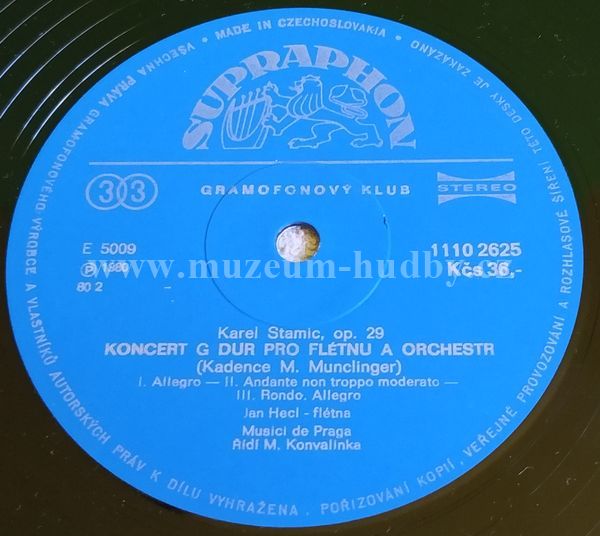 MADE IN CZECHOSLOVAKIA • VŠECHNA PRÁVA GRAMOFONOVÉHO VÝROBCE A VLASTNÍKŮ AUTORSKÝCH PRÁV K DÍLU VYHRAŽENA. POŘIZOVÁNÍ KOPIÍ, VEŘEJNÉ PROVOZOVÁNÍ A ROZHLASOVÉ ŠÍŘENÍ TÉTO DESKY JE ZAKÁZÁNO •
SUPRAPHON
33
GRAMOFONOVÝ KLUB
STEREO
E 5009
1110 2625
℗ 1980
Kčs 36,-
80 2
www.muzeum-hudby.cz
Karel Stamic, op. 29
KONCERT G DUR PRO FLÉTNU A ORCHESTR
(Kadence M. Munclinger)
I. Allegro — II. Andante non troppo moderato —
III. Rondo. Allegro
Jan Hecl - flétna
Musici de Praga
Řídí M. Konvalinka